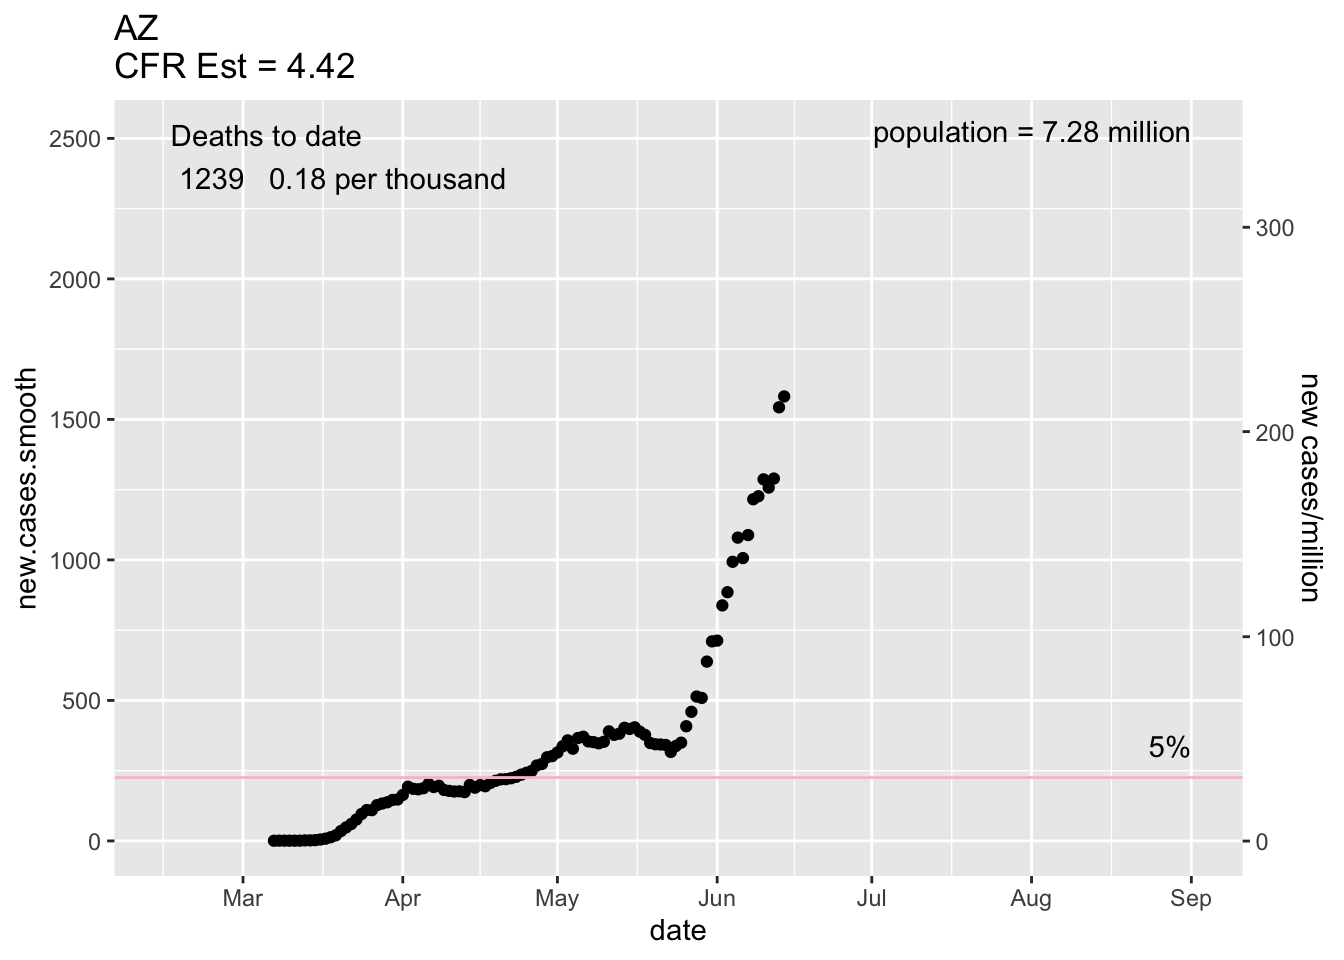 AZ
CFR Est = 4.42
Deaths to date
1239 0.18 per thousand
population = 7.28 million
2500
2000
1500
1000
500
0
new.cases.smooth
300
200
100
0
new cases/million
5%
Mar Apr May Jun Jul Aug Sep
date